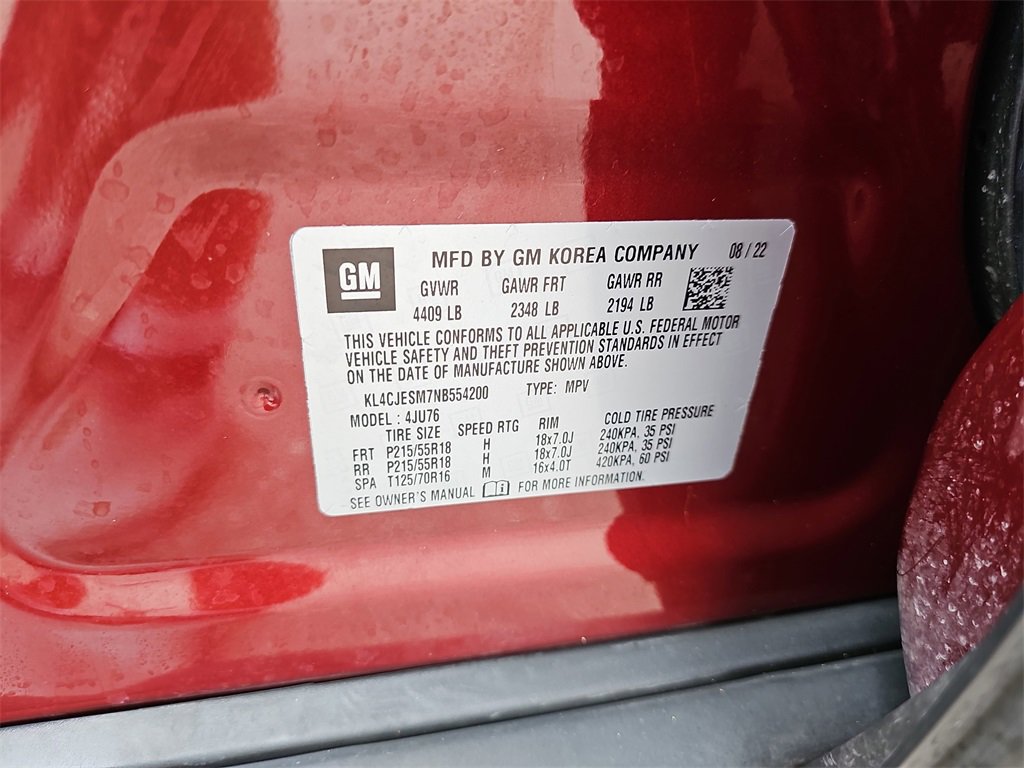 GM
MFD BY GM KOREA COMPANY 08 / 22
GVWR GAWR FRT GAWR RR
4409 LB 2348 LB 2194 LB
THIS VEHICLE CONFORMS TO ALL APPLICABLE U.S. FEDERAL MOTOR
VEHICLE SAFETY AND THEFT PREVENTION STANDARDS IN EFFECT
ON THE DATE OF MANUFACTURE SHOWN ABOVE.
KL4CJESM7NB554200 TYPE: MPV
MODEL : 4JU76
TIRE SIZE SPEED RTG RIM COLD TIRE PRESSURE
FRT P215/55R18 H 18x7.0J 240KPA, 35 PSI
RR P215/55R18 H 18x7.0J 240KPA, 35 PSI
SPA T125/70R16 M 16x4.0T 420KPA, 60 PSI
SEE OWNER'S MANUAL FOR MORE INFORMATION.